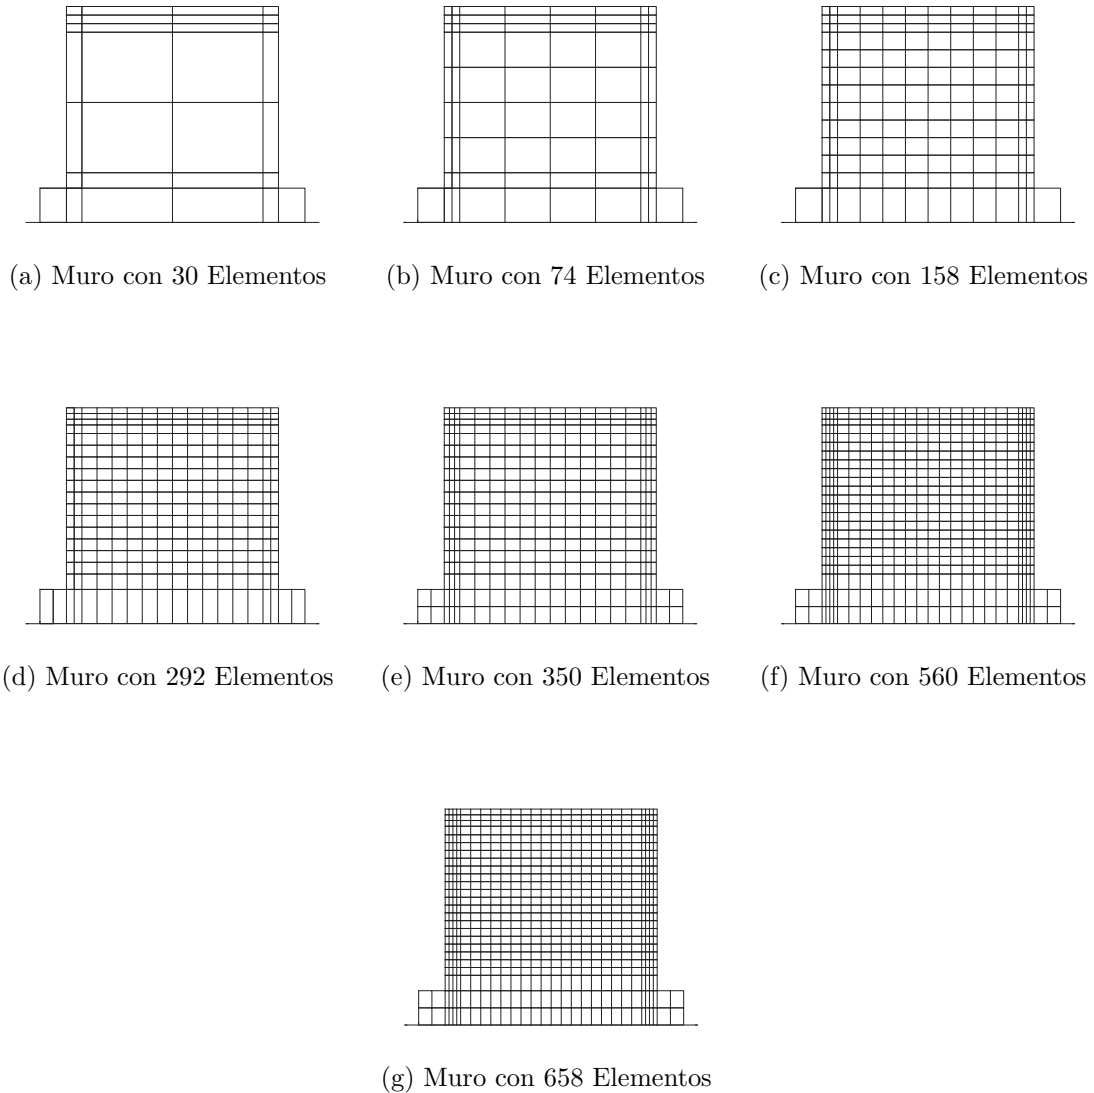 (a) Muro con 30 Elementos
(b) Muro con 74 Elementos
(c) Muro con 158 Elementos
(d) Muro con 292 Elementos
(e) Muro con 350 Elementos
(f) Muro con 560 Elementos
(g) Muro con 658 Elementos